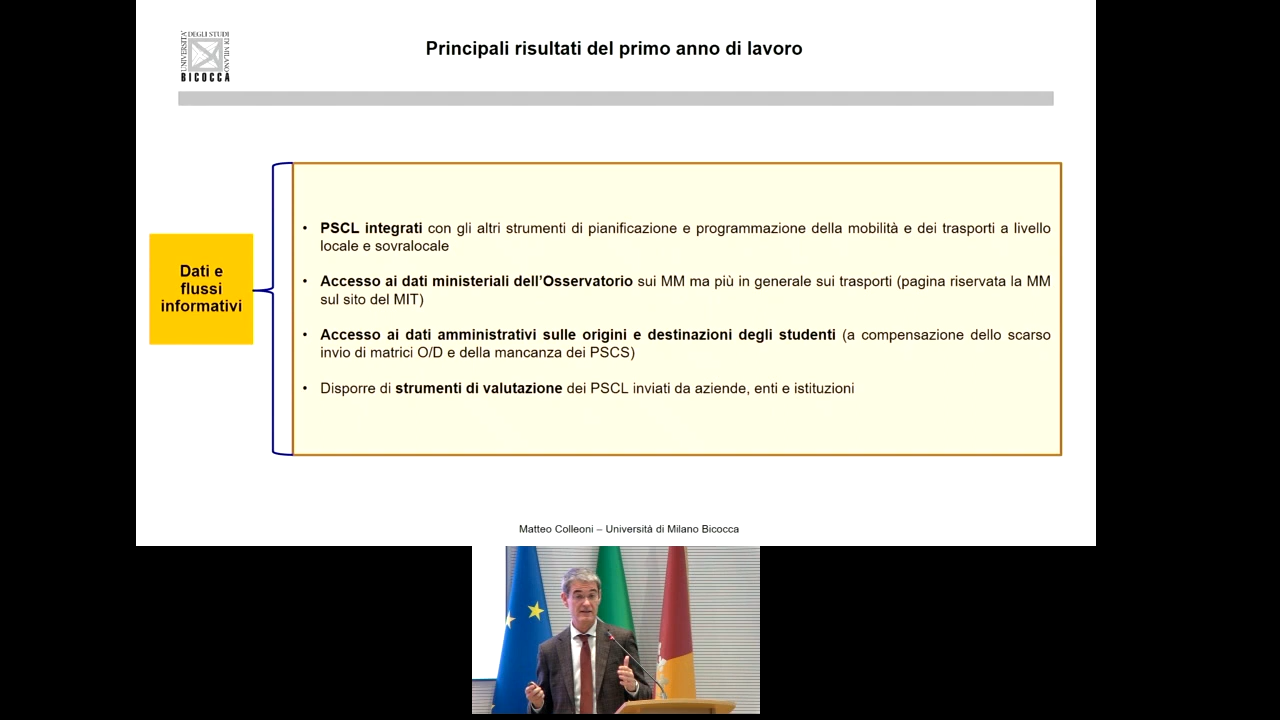 UNIVERSITA'
DEGLI STUDI
DI MILANO
BICOCCA
Principali risultati del primo anno di lavoro
Dati e
flussi
informativi
• PSCL integrati con gli altri strumenti di pianificazione e programmazione della mobilità e dei trasporti a livello
locale e sovralocale
• Accesso ai dati ministeriali dell'Osservatorio sui MM ma più in generale sui trasporti (pagina riservata la MM
sul sito del MIT)
• Accesso ai dati amministrativi sulle origini e destinazioni degli studenti (a compensazione dello scarso
invio di matrici O/D e della mancanza dei PSCS)
• Disporre di strumenti di valutazione dei PSCL inviati da aziende, enti e istituzioni
Matteo Colleoni – Università di Milano Bicocca